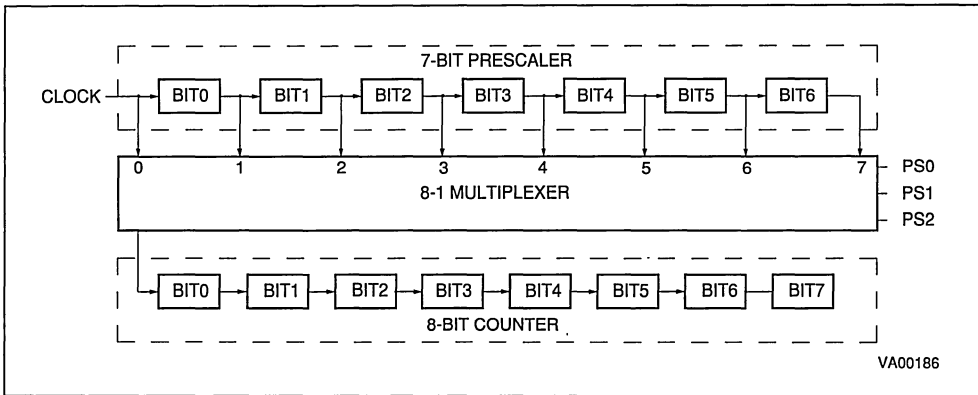 7-BIT PRESCALER
CLOCK BIT0 BIT1 BIT2 BIT3 BIT4 BIT5 BIT6
0 1 2 3 4 5 6 7
PS0
8-1 MULTIPLEXER PS1
PS2
BIT0 BIT1 BIT2 BIT3 BIT4 BIT5 BIT6 BIT7
8-BIT COUNTER
VA00186